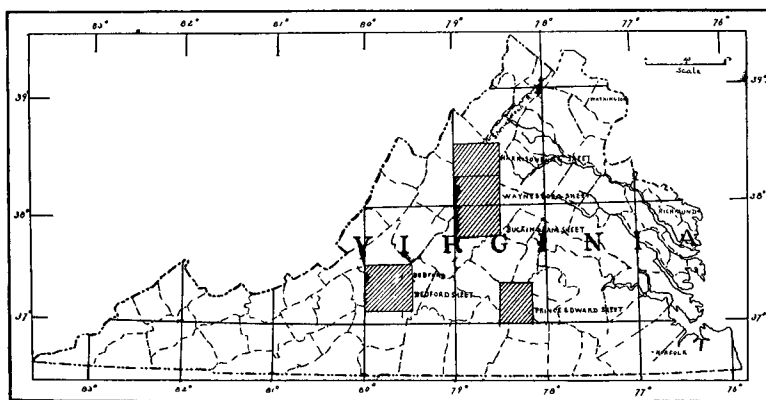 83° 82° 81° 80° 79° 78° 77° 76°
Scale
39° 39°
WASHINGTON
HARRISONBURG SHEET
WAYNESBORO SHEET
38° 38°
RICHMOND
BUCKINGHAM SHEET
VIRGINIA
BEDFORD
BEDFORD SHEET
PRINCE EDWARD SHEET
37° 37°
NORFOLK
83° 82° 81° 80° 79° 78° 77° 76°